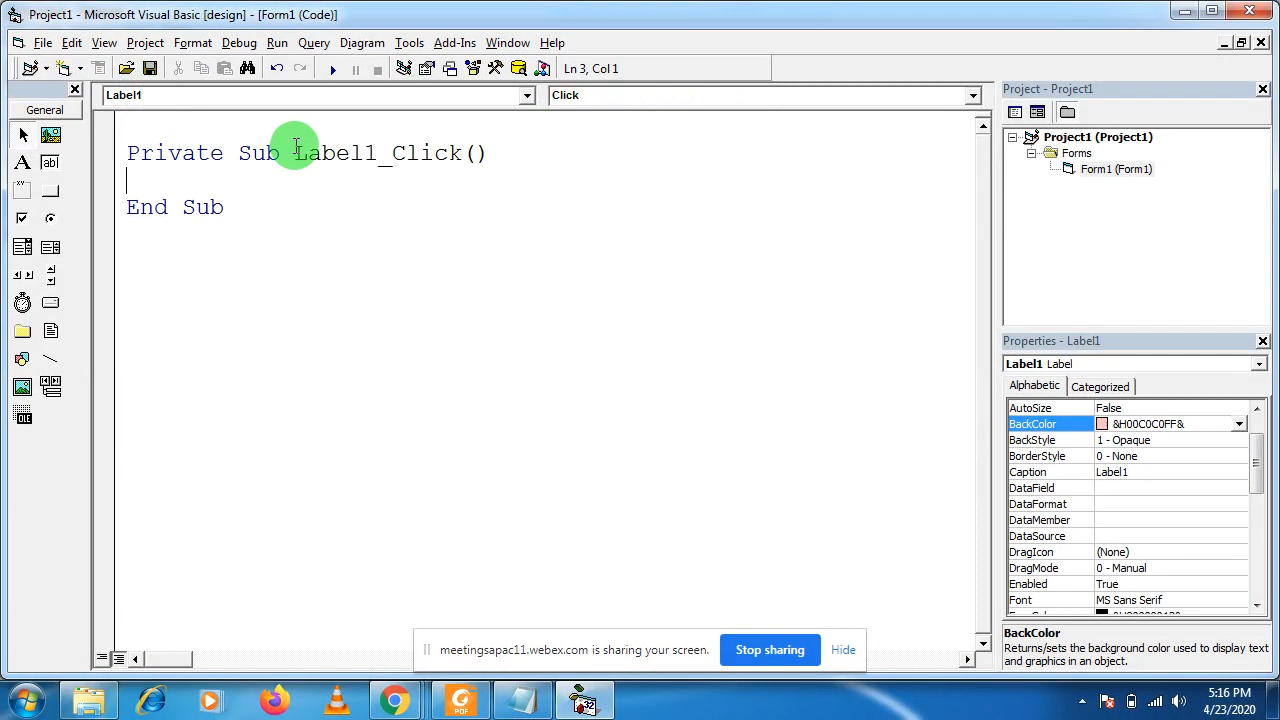 Project1 - Microsoft Visual Basic [design] - [Form1 (Code)]
File Edit View Project Format Debug Run Query Diagram Tools Add-Ins Window Help
Ln 3, Col 1
General
Label1
Click
Private Sub Label1_Click()
End Sub
Project - Project1
Project1 (Project1)
Forms
Form1 (Form1)
Properties - Label1
Label1 Label
Alphabetic Categorized
AutoSize False
BackColor &H00C0C0FF&
BackStyle 1 - Opaque
BorderStyle 0 - None
Caption Label1
DataField
DataFormat
DataMember
DataSource
DragIcon (None)
DragMode 0 - Manual
Enabled True
Font MS Sans Serif
BackColor
Returns/sets the background color used to display text
and graphics in an object.
meetingsapac11.webex.com is sharing your screen. Stop sharing Hide
5:16 PM
4/23/2020